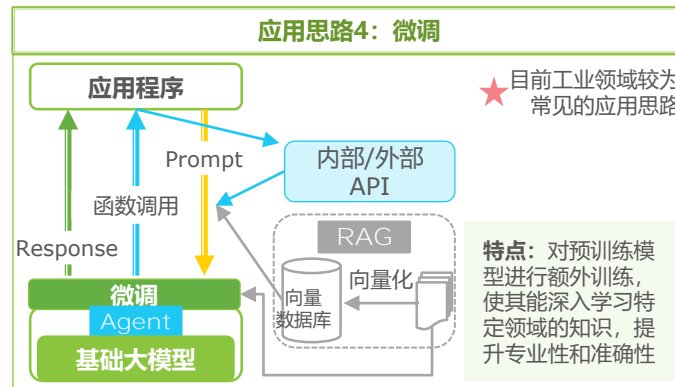 应用思路4：微调
应用程序
目前工业领域较为
常见的应用思路
Prompt
内部/外部
API
函数调用
Response
RAG
特点：对预训练模
型进行额外训练，
使其能深入学习特
定领域的知识，提
升专业性和准确性
微调
向量化
向量
数据库
Agent
基础大模型